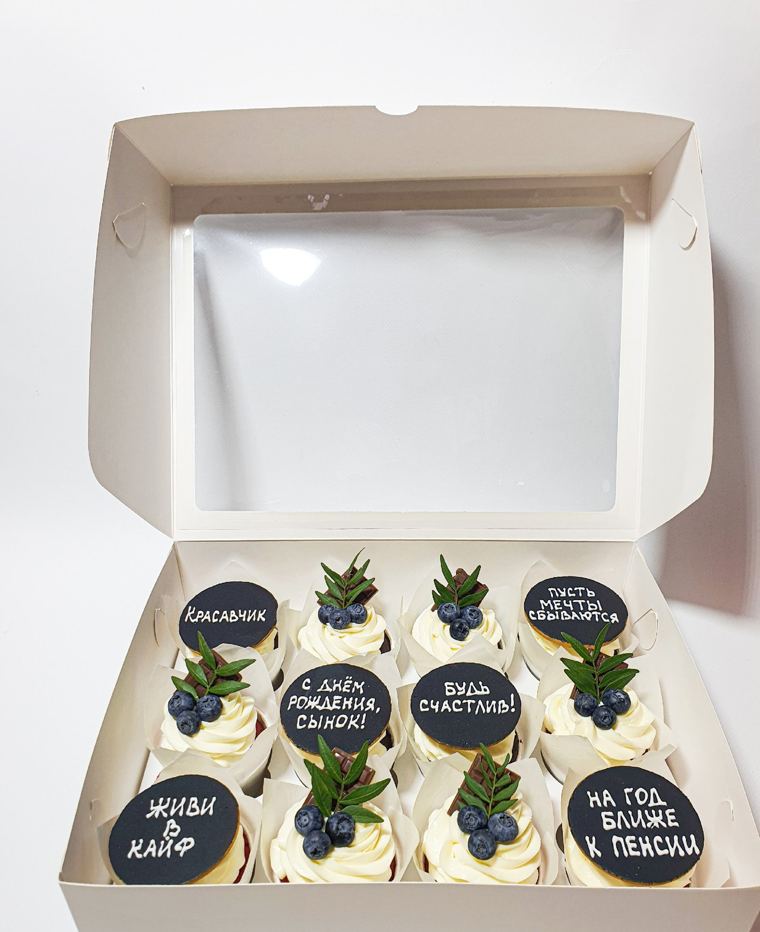 КРАСАВЧИК
ПУСТЬ
МЕЧТЫ
СБЫВАЮТСЯ
С ДНЁМ
РОЖДЕНИЯ,
СЫНОК!
БУДЬ
СЧАСТЛИВ!
ЖИВИ
В
КАЙФ
НА ГОД
БЛИЖЕ
К ПЕНСИИ